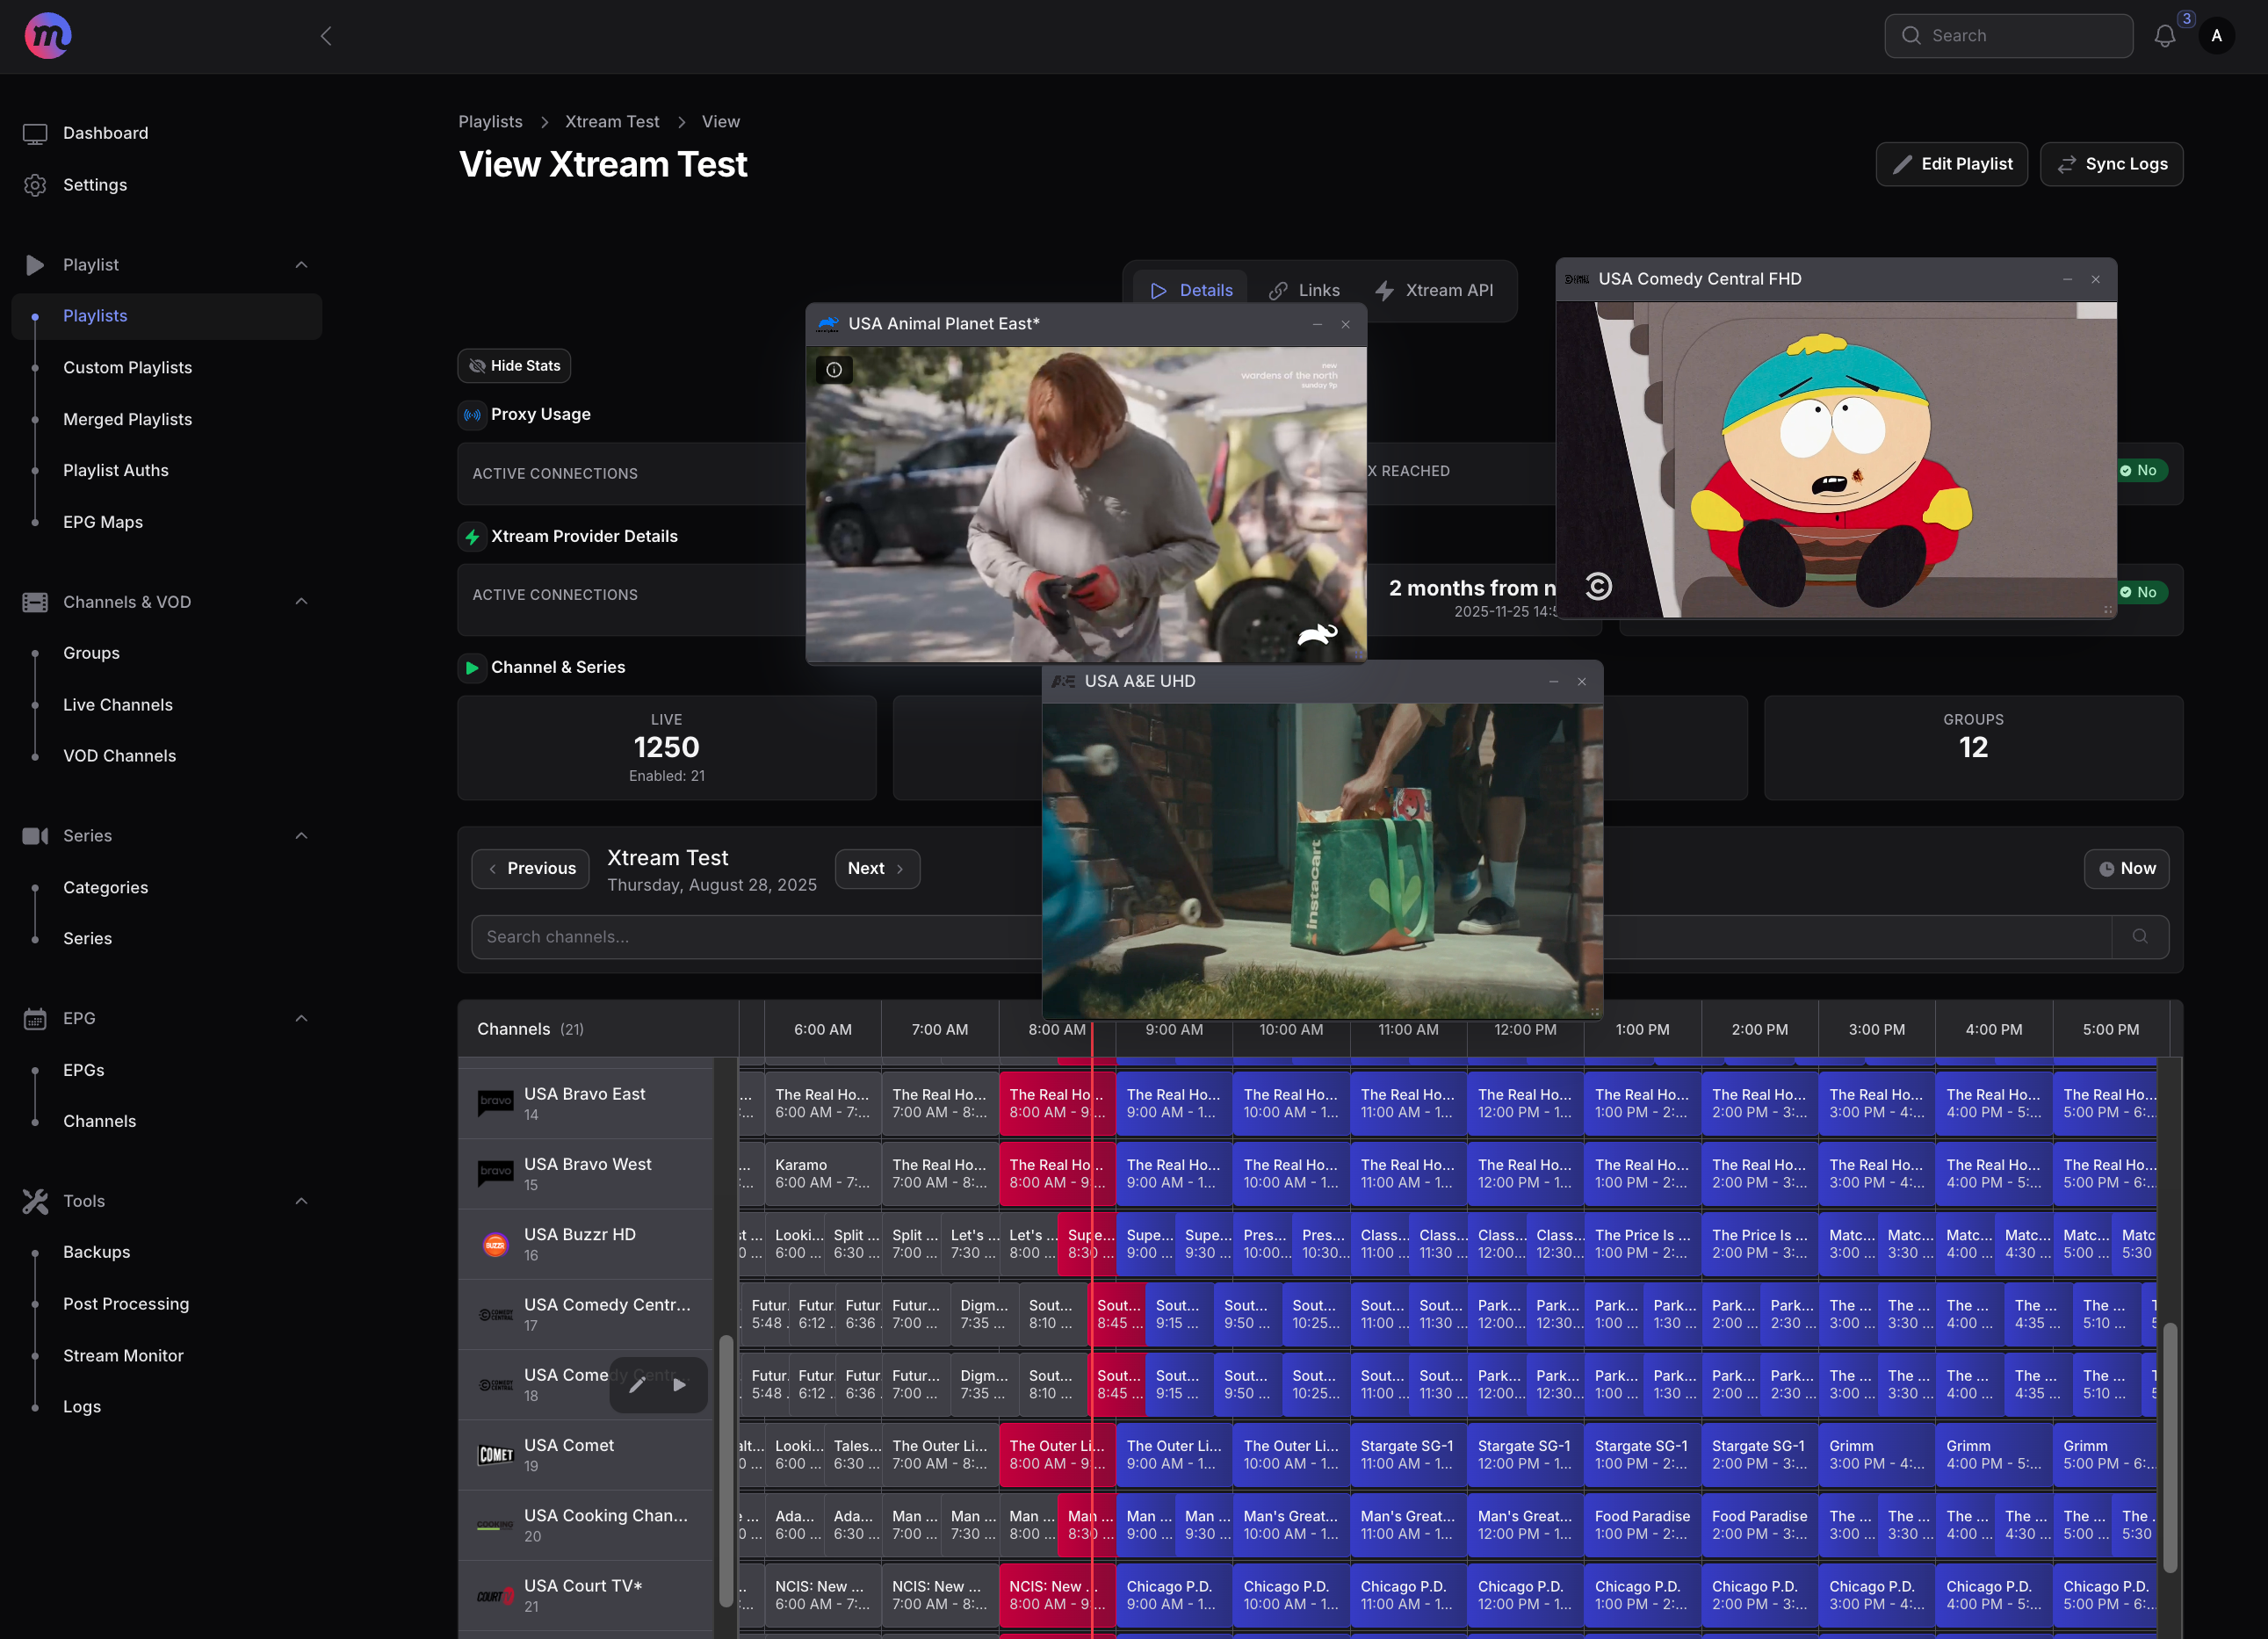 m
Search
3
A
Dashboard
Settings
Playlist
Playlists
Custom Playlists
Merged Playlists
Playlist Auths
EPG Maps
Channels & VOD
Groups
Live Channels
VOD Channels
Series
Categories
Series
EPG
EPGs
Channels
Tools
Backups
Post Processing
Stream Monitor
Logs
Playlists > Xtream Test > View
View Xtream Test
Edit Playlist
Sync Logs
Details
Links
Xtream API
Hide Stats
Proxy Usage
ACTIVE CONNECTIONS
X REACHED
No
Xtream Provider Details
ACTIVE CONNECTIONS
2 months from n
2025-11-25 14:5
No
Channel & Series
LIVE
1250
Enabled: 21
GROUPS
12
USA Animal Planet East*
new
wardens of the north
sunday 9p
USA Comedy Central FHD
USA A&E UHD
instacart
Previous
Xtream Test
Thursday, August 28, 2025
Next
Now
Search channels...
Channels (21)
6:00 AM 7:00 AM 8:00 AM 9:00 AM 10:00 AM 11:00 AM 12:00 PM 1:00 PM 2:00 PM 3:00 PM 4:00 PM 5:00 PM
bravo
USA Bravo East
14
The Real Ho... The Real Ho... The Real Ho... The Real Ho... The Real Ho... The Real Ho... The Real Ho... The Real Ho... The Real Ho... The Real Ho... The Real Ho... The Real Ho...
6:00 AM - 7:... 7:00 AM - 8:... 8:00 AM - 9... 9:00 AM - 1... 10:00 AM - 1... 11:00 AM - 1... 12:00 PM - 1... 1:00 PM - 2:... 2:00 PM - 3:... 3:00 PM - 4:... 4:00 PM - 5:... 5:00 PM - 6:...
bravo
USA Bravo West
15
Karamo The Real Ho... The Real Ho... The Real Ho... The Real Ho... The Real Ho... The Real Ho... The Real Ho... The Real Ho... The Real Ho... The Real Ho... The Real Ho...
6:00 AM - 7:... 7:00 AM - 8:... 8:00 AM - 9... 9:00 AM - 1... 10:00 AM - 1... 11:00 AM - 1... 12:00 PM - 1... 1:00 PM - 2:... 2:00 PM - 3:... 3:00 PM - 4:... 4:00 PM - 5:... 5:00 PM - 6:...
BUZZR
USA Buzzr HD
16
st ... Looki... Split ... Split ... Let's ... Let's ... Supe... Supe... Supe... Pres... Pres... Class... Class... Class... Class... The Price Is ... The Price Is ... Matc... Matc... Matc... Matc... Matc... Matc
0 ... 6:00 ... 6:30 ... 7:00 ... 7:30 ... 8:00 ... 8:30 ... 9:00 ... 9:30 ... 10:00... 10:30... 11:00 ... 11:30 ... 12:00... 12:30... 1:00 PM - 2:... 2:00 PM - 3:... 3:00 ... 3:30 ... 4:00 ... 4:30 ... 5:00 ... 5:30
COMEDY CENTRAL
USA Comedy Centr...
17
Futur. Futur. Futur Futur... Digm... Sout... Sout... Sout... Sout... Sout... Sout... Sout... Park... Park... Park... Park... Park... Park... The ... The ... The ... The ... The ...
5:48 . 6:12 . 6:36 . 7:00 ... 7:35 ... 8:10 ... 8:45 ... 9:15 ... 9:50 ... 10:25... 11:00 ... 11:30 ... 12:00... 12:30... 1:00 ... 1:30 ... 2:00 ... 2:30 ... 3:00 ... 3:30 ... 4:00 ... 4:35 ... 5:10 ...
COMEDY CENTRAL
USA Comedy Centr...
18
Futur. Futur. Futur Futur... Digm... Sout... Sout... Sout... Sout... Sout... Sout... Sout... Park... Park... Park... Park... Park... Park... The ... The ... The ... The ... The ...
5:48 . 6:12 . 6:36 . 7:00 ... 7:35 ... 8:10 ... 8:45 ... 9:15 ... 9:50 ... 10:25... 11:00 ... 11:30 ... 12:00... 12:30... 1:00 ... 1:30 ... 2:00 ... 2:30 ... 3:00 ... 3:30 ... 4:00 ... 4:35 ... 5:10 ...
COMET
USA Comet
19
alt... Looki... Tales... The Outer Li... The Outer Li... The Outer Li... The Outer Li... Stargate SG-1 Stargate SG-1 Stargate SG-1 Stargate SG-1 Grimm Grimm Grimm
0 ... 6:00 ... 6:30 ... 7:00 AM - 8:... 8:00 AM - 9... 9:00 AM - 1... 10:00 AM - 1... 11:00 AM - 1... 12:00 PM - 1... 1:00 PM - 2:... 2:00 PM - 3:... 3:00 PM - 4:... 4:00 PM - 5:... 5:00 PM - 6:...
COOKING
USA Cooking Chan...
20
e ... Ada... Ada... Man ... Man ... Man ... Man ... Man ... Man ... Man's Great... Man's Great... Man's Great... Food Paradise Food Paradise The ... The ... The ... The ... The ... The .
0 ... 6:00 ... 6:30 ... 7:00 ... 7:30 ... 8:00 ... 8:30 ... 9:00 ... 9:30 ... 10:00 AM - 1... 11:00 AM - 1... 12:00 PM - 1... 1:00 PM - 2:... 2:00 PM - 3:... 3:00 ... 3:30 ... 4:00 ... 4:30 ... 5:00 ... 5:30
COURT
USA Court TV*
21
NCIS: New ... NCIS: New ... NCIS: New ... Chicago P.D. Chicago P.D. Chicago P.D. Chicago P.D. Chicago P.D. Chicago P.D. Chicago P.D. Chicago P.D. Chicago P.D.
6:00 AM - 7:... 7:00 AM - 8:... 8:00 AM - 9... 9:00 AM - 1... 10:00 AM - 1... 11:00 AM - 1... 12:00 PM - 1... 1:00 PM - 2:... 2:00 PM - 3:... 3:00 PM - 4:... 4:00 PM - 5:... 5:00 PM - 6:...